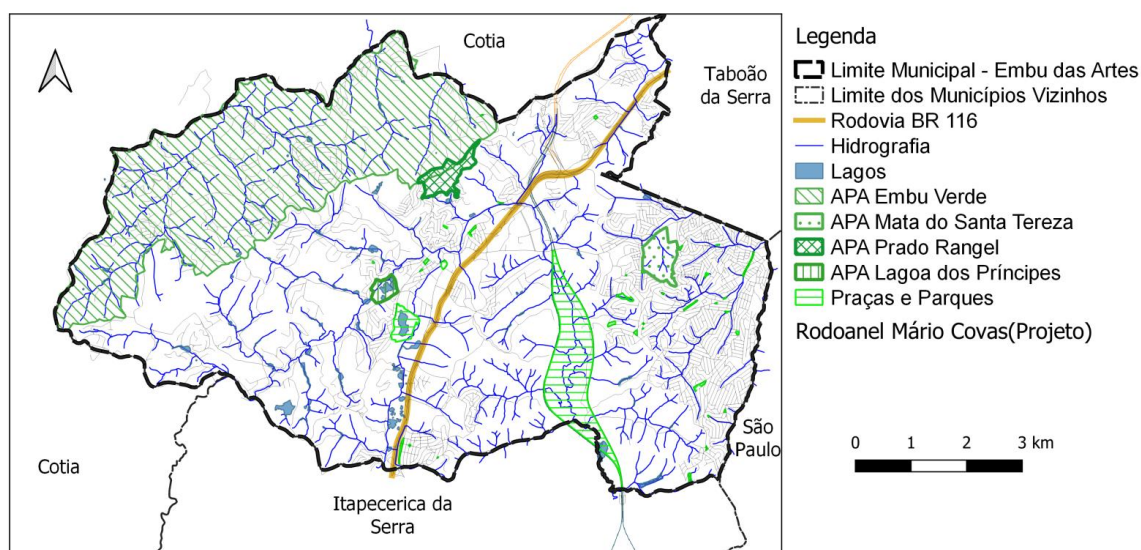 Cotia
Taboão
da Serra
São
Paulo
Cotia
Itapecerica da
Serra
Legenda
Limite Municipal - Embu das Artes
Limite dos Municípios Vizinhos
Rodovia BR 116
Hidrografia
Lagos
APA Embu Verde
APA Mata do Santa Tereza
APA Prado Rangel
APA Lagoa dos Príncipes
Praças e Parques
Rodoanel Mário Covas(Projeto)
0 1 2 3 km